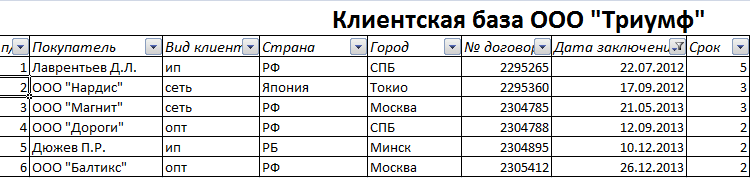 Клиентская база ООО "Триумф"
п/ Покупатель Вид клиент Страна Город № договор Дата заключени Срок
1 Лаврентьев Д.Л. ип РФ СПБ 2295265 22.07.2012 5
2 ООО "Нардис" сеть Япония Токио 2295360 17.09.2012 3
3 ООО "Магнит" сеть РФ Москва 2304785 21.05.2013 3
4 ООО "Дороги" опт РФ СПБ 2304788 12.09.2013 2
5 Дюжев П.Р. ип РБ Минск 2304895 10.12.2013 2
6 ООО "Балтикс" опт РФ Москва 2305412 26.12.2013 2